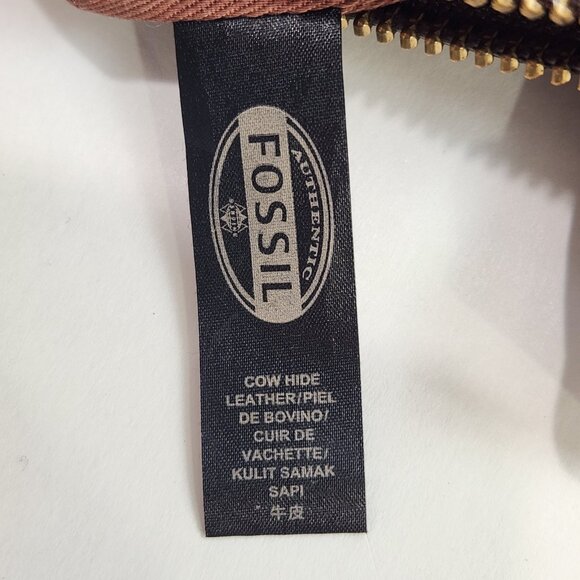 AUTHENTIC
FOSSIL
COW HIDE
LEATHER/PIEL
DE BOVINO/
CUIR DE
VACHETTE/
KULIT SAMAK
SAPI
牛皮